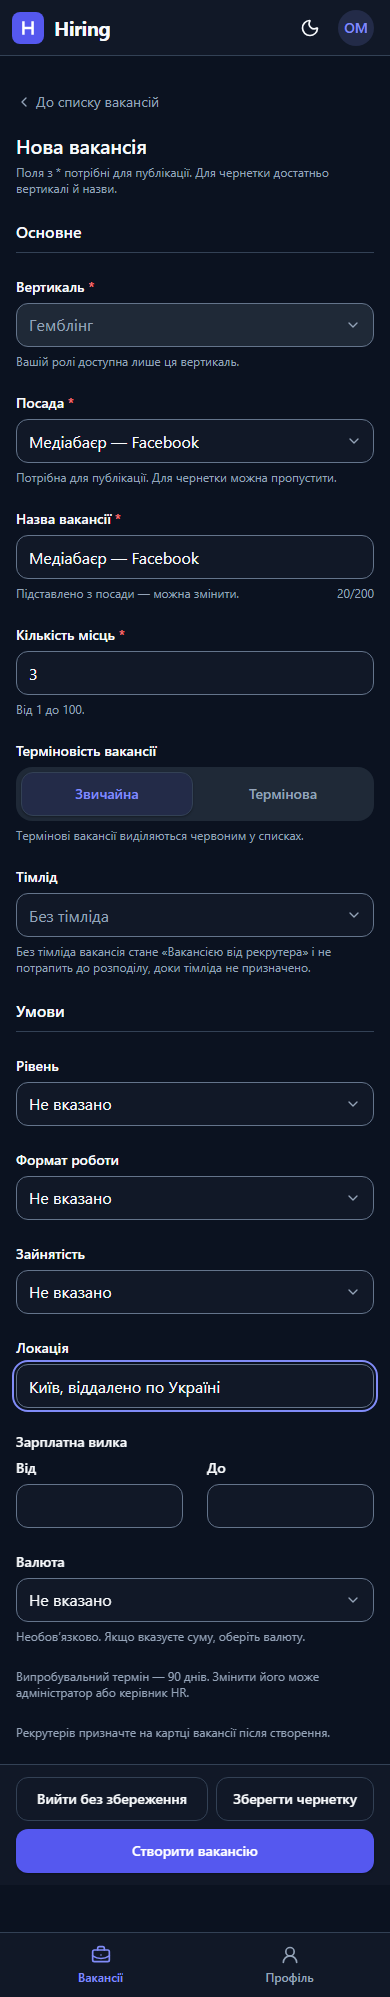 H Hiring OM
До списку вакансій
Нова вакансія
Поля з * потрібні для публікації. Для чернетки достатньо
вертикалі й назви.
Основне
Вертикаль *
Гемблінг
Вашій ролі доступна лише ця вертикаль.
Посада *
Медіабаєр — Facebook
Потрібна для публікації. Для чернетки можна пропустити.
Назва вакансії *
Медіабаєр — Facebook
Підставлено з посади — можна змінити. 20/200
Кількість місць *
3
Від 1 до 100.
Терміновість вакансії
Звичайна Термінова
Термінові вакансії виділяються червоним у списках.
Тімлід
Без тімліда
Без тімліда вакансія стане «Вакансією від рекрутера» і не
потрапить до розподілу, доки тімліда не призначено.
Умови
Рівень
Не вказано
Формат роботи
Не вказано
Зайнятість
Не вказано
Локація
Київ, віддалено по Україні
Зарплатна вилка
Від До
Валюта
Не вказано
Необов'язково. Якщо вказуєте суму, оберіть валюту.
Випробувальний термін — 90 днів. Змінити його може
адміністратор або керівник HR.
Рекрутерів призначте на картці вакансії після створення.
Вийти без збереження Зберегти чернетку
Створити вакансію
Вакансії Профіль